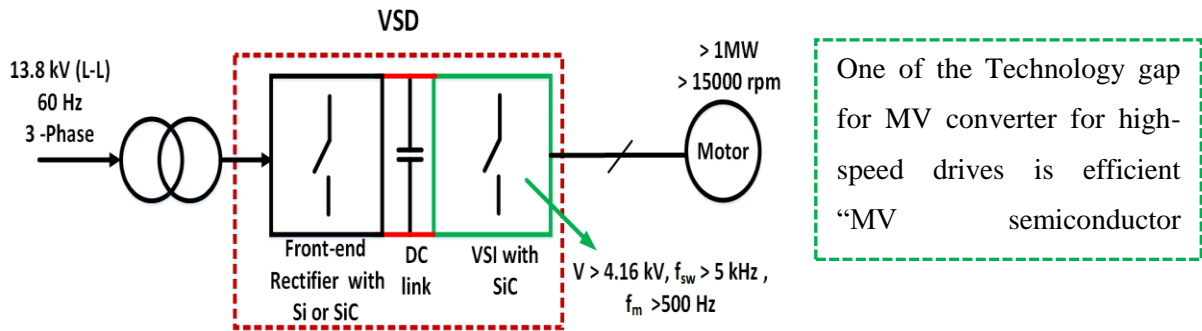 VSD
13.8 kV (L-L)
60 Hz
3 -Phase
Front-end
Rectifier with
Si or SiC
DC
link
VSI with
SiC
> 1MW
> 15000 rpm
Motor
V > 4.16 kV, fsw > 5 kHz ,
fm >500 Hz
One of the Technology gap
for MV converter for high-
speed drives is efficient
“MV semiconductor